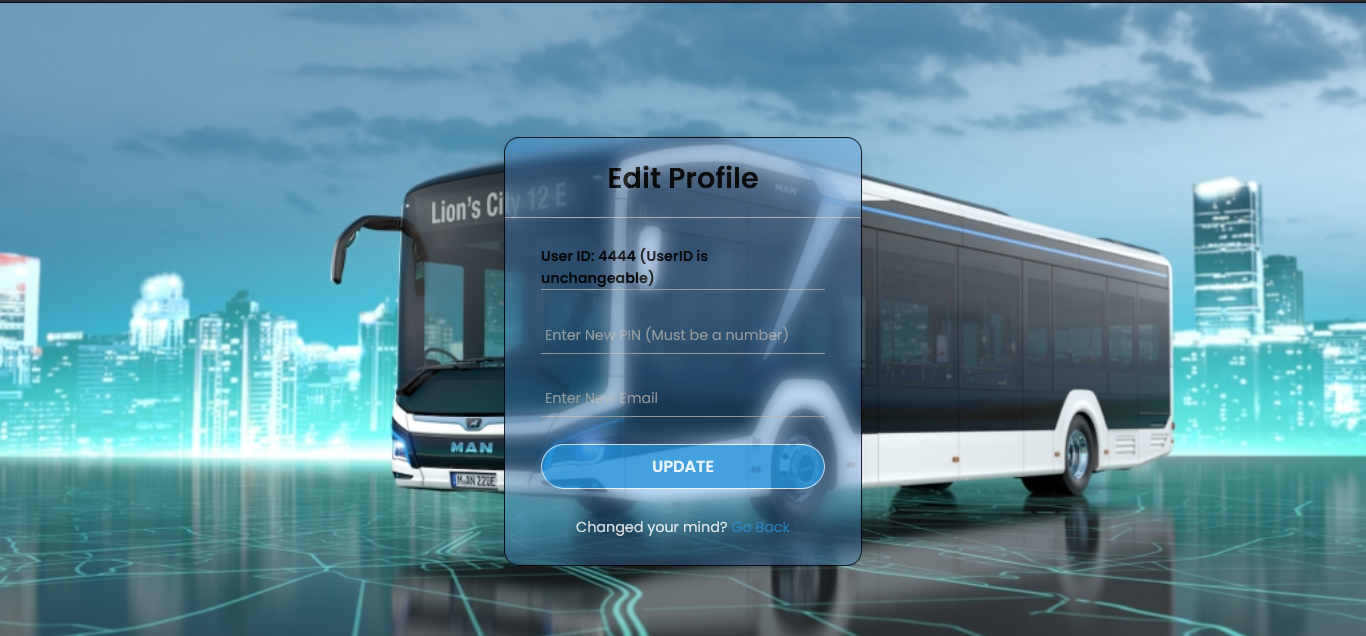 Edit Profile
Lion's City 12 E
MAN
User ID: 4444 (UserID is
unchangeable)
Enter New PIN (Must be a number)
Enter New Email
MAN
UPDATE
M:AN 220E
Changed your mind? Go Back